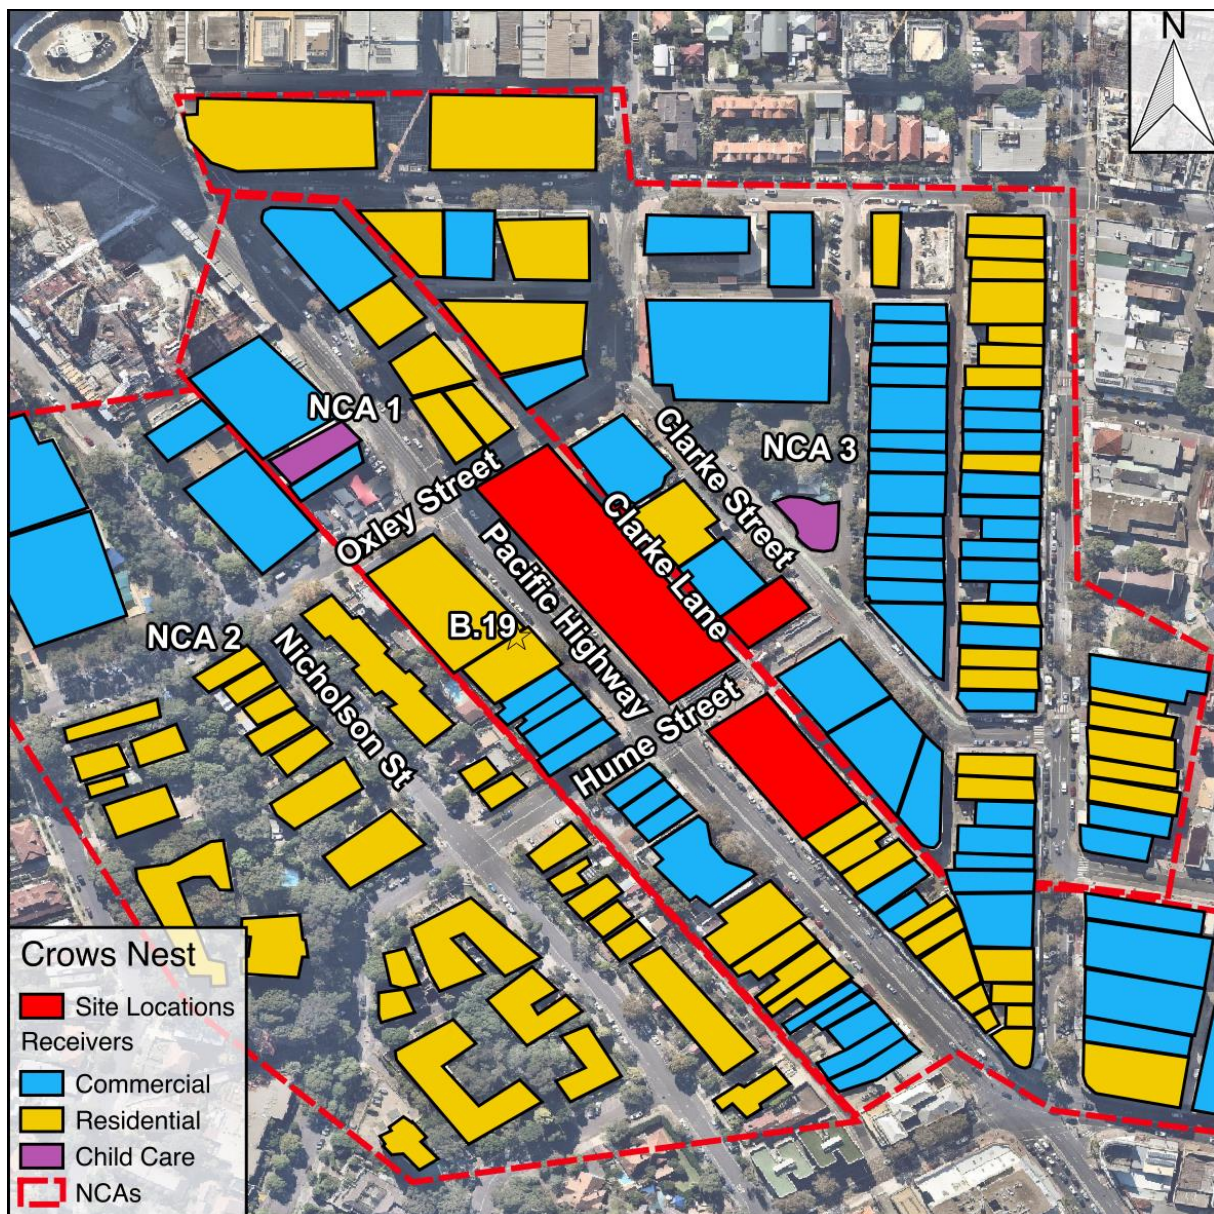 N
NCA 1
Clarke Street
NCA 3
Oxley Street
Clarke Lane
Pacific Highway
B.19
NCA 2
Nicholson St
Hume Street
Crows Nest
Site Locations
Receivers
Commercial
Residential
Child Care
NCAs